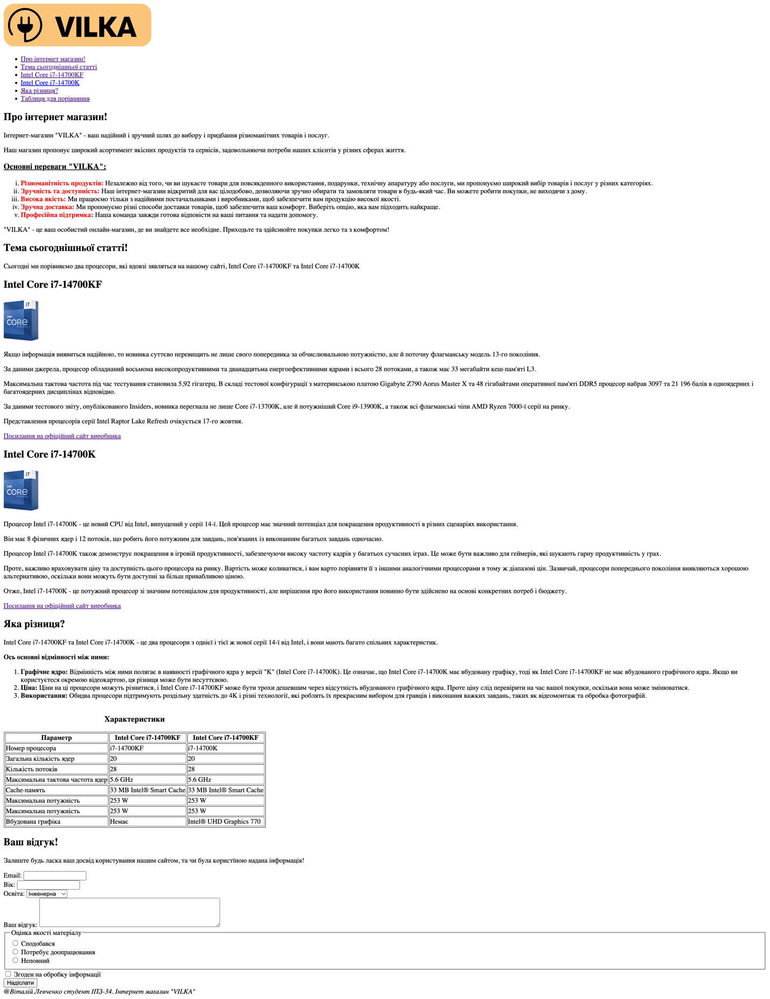 VILKA
Про інтернет магазин!
Тема сьогоднішньої статті
Intel Core i7-14700KF
Intel Core i7-14700K
Яка різниця?
Таблиця для порівняння
Про інтернет магазин!
Інтернет-магазин "VILKA" - ваш надійний і зручний шлях до вибору і придбання різноманітних товарів і послуг.
Наш магазин пропонує широкий асортимент якісних продуктів та сервісів, задовольняючи потреби наших клієнтів у різних сферах життя.
Основні переваги "VILKA":
i. Різноманітність продуктів: Незалежно від того, чи ви шукаєте товари для повсякденного використання, подарунки, технічну апаратуру або послуги, ми пропонуємо широкий вибір товарів і послуг у різних категоріях.
ii. Зручність та доступність: Наш інтернет-магазин відкритий для вас цілодобово, дозволяючи зручно обирати та замовляти товари в будь-який час. Ви можете робити покупки, не виходячи з дому.
iii. Висока якість: Ми працюємо тільки з надійними постачальниками і виробниками, щоб забезпечити вам продукцію високої якості.
iv. Зручна доставка: Ми пропонуємо різні способи доставки товарів, щоб забезпечити ваш комфорт. Виберіть опцію, яка вам підходить найкраще.
v. Професійна підтримка: Наша команда завжди готова відповісти на ваші питання та надати допомогу.
"VILKA" - це ваш особистий онлайн-магазин, де ви знайдете все необхідне. Приходьте та здійснюйте покупки легко та з комфортом!
Тема сьогоднішньої статті!
Сьогодні ми порівняємо два процесори, які вдовзі зявляться на нашому сайті, Intel Core i7-14700KF та Intel Core i7-14700K
Intel Core i7-14700KF
i7
intel
CORE
UNLOCKED
Якщо інформація виявиться надійною, то новинка суттєво перевищить не лише свого попередника за обчислювальною потужністю, але й поточну флагманську модель 13-го покоління.
За даними джерела, процесор обладнаний восьмома високопродуктивними та дванадцятьма енергоефективними ядрами і всього 28 потоками, а також має 33 мегабайти кеш-пам'яті L3.
Максимальна тактова частота під час тестування становила 5,92 гігагерц. В складі тестової конфігурації з материнською платою Gigabyte Z790 Aorus Master X та 48 гігабайтами оперативної пам'яті DDR5 процесор набрав 3097 та 21 196 балів в одноядерних і
багатоядерних дисциплінах відповідно.
За даними тестового звіту, опублікованого Insiders, новинка перегнала не лише Core i7-13700K, але й потужніший Core i9-13900K, а також всі флагманські чіпи AMD Ryzen 7000-ї серії на ринку.
Представлення процесорів серії Intel Raptor Lake Refresh очікується 17-го жовтня.
Посилання на офіційний сайт виробника
Intel Core i7-14700K
i7
intel
CORE
UNLOCKED
Процесор Intel i7-14700K - це новий CPU від Intel, випущений у серії 14-ї. Цей процесор має значний потенціал для покращення продуктивності в різних сценаріях використання.
Він має 8 фізичних ядер і 12 потоків, що робить його потужним для завдань, пов'язаних із виконанням багатьох завдань одночасно.
Процесор Intel i7-14700K також демонструє покращення в ігровій продуктивності, забезпечуючи високу частоту кадрів у багатьох сучасних іграх. Це може бути важливо для геймерів, які шукають гарну продуктивність у грах.
Проте, важливо враховувати ціну та доступність цього процесора на ринку. Вартість може коливатися, і вам варто порівняти її з іншими аналогічними процесорами в тому ж діапазоні цін. Зазвичай, процесори попереднього покоління виявляються хорошою
альтернативою, оскільки вони можуть бути доступні за більш привабливою ціною.
Отже, Intel i7-14700K - це потужний процесор зі значним потенціалом для продуктивності, але вирішення про його використання повинно бути здійснено на основі конкретних потреб і бюджету.
Посилання на офіційний сайт виробника
Яка різниця?
Intel Core i7-14700KF та Intel Core i7-14700K - це два процесори з однієї і тієї ж нової серії 14-ї від Intel, і вони мають багато спільних характеристик.
Ось основні відмінності між ними:
1. Графічне ядро: Відмінність між ними полягає в наявності графічного ядра у версії "K" (Intel Core i7-14700K). Це означає, що Intel Core i7-14700K має вбудовану графіку, тоді як Intel Core i7-14700KF не має вбудованого графічного ядра. Якщо ви
користуєтеся окремою відеокартою, ця різниця може бути несуттєвою.
2. Ціна: Ціни на ці процесори можуть різнитися, і Intel Core i7-14700KF може бути трохи дешевшим через відсутність вбудованого графічного ядра. Проте ціну слід перевірити на час вашої покупки, оскільки вона може змінюватися.
3. Використання: Обидва процесори підтримують роздільну здатність до 4K і різні технології, які роблять їх прекрасним вибором для гравців і виконання важких завдань, таких як відеомонтаж та обробка фотографій.
Характеристики
Параметр Intel Core i7-14700KF Intel Core i7-14700KF
Номер процесора i7-14700KF i7-14700K
Загальна кількість ядер 20 20
Кількість потоків 28 28
Максимальна тактова частота ядер 5.6 GHz 5.6 GHz
Cache-память 33 MB Intel® Smart Cache 33 MB Intel® Smart Cache
Максимальна потужність 253 W 253 W
Максимальна потужність 253 W 253 W
Вбудована графіка Немає Intel® UHD Graphics 770
Ваш відгук!
Залиште будь ласка ваш досвід користування нашим сайтом, та чи була користїною надана інформація!
Email:
Вік:
Освіта: Інженерна
Ваш відгук:
Оцінка якості матеріалу
Сподобався
Потребує доопрацювання
Неповний
Згоден на обробку інформації
Надіслати
@Віталій Левченко студент ІПЗ-34. Інтернет магазин "VILKA"